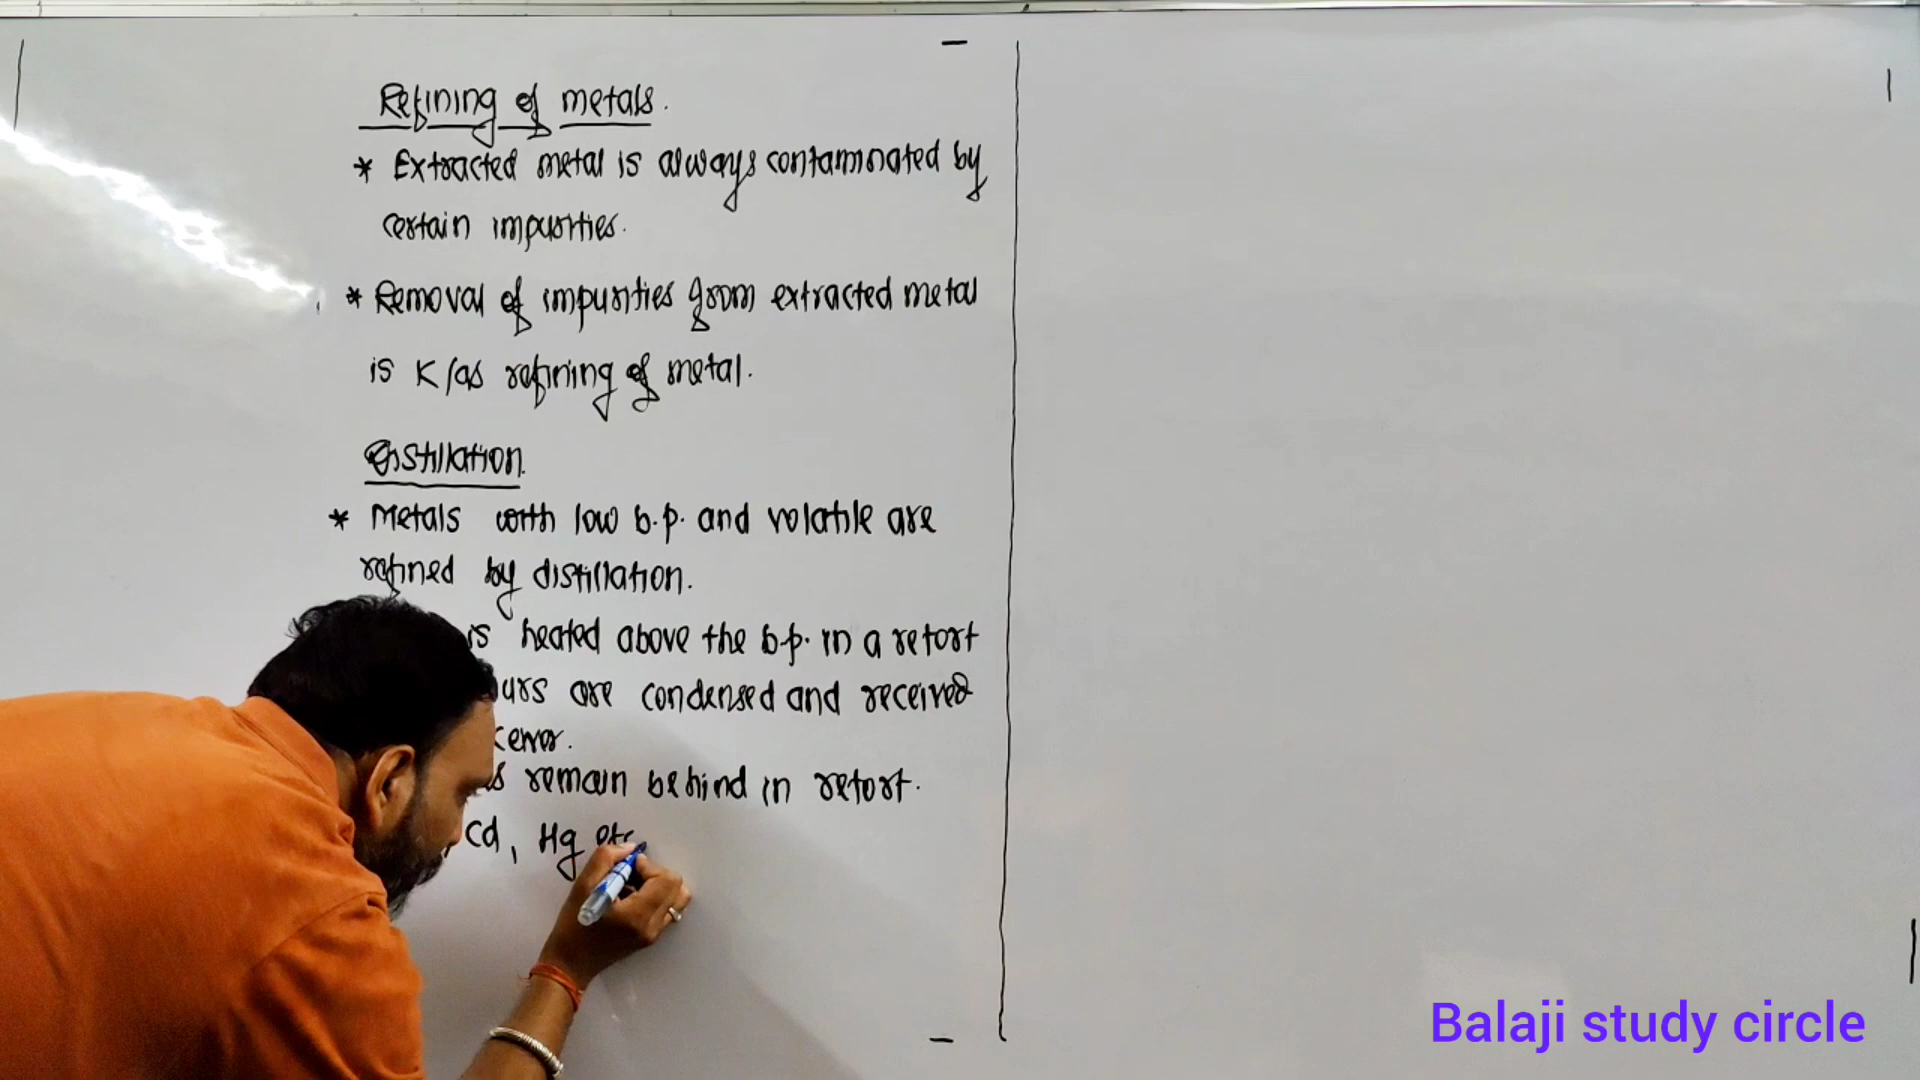 Refining of metals.
* Extracted metal is always contaminated by
certain impurities.
* Removal of impurities from extracted metal
is K/as refining of metal.
Distillation.
* Metals with low b.p. and volatile are
refined by distillation.
is heated above the b.p. in a retort
urs are condensed and received
remain behind in retort.
Cd, Hg etc
Balaji study circle